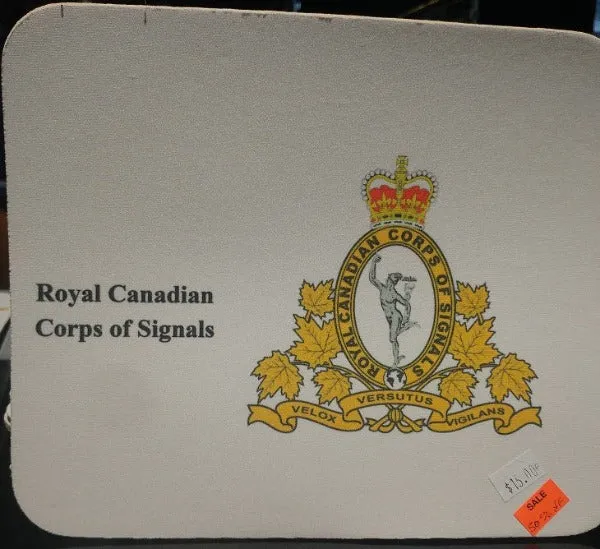 Royal Canadian
Corps of Signals
ROYAL CANADIAN CORPS OF SIGNALS
VELOX VERSUTUS VIGILANS
SALE